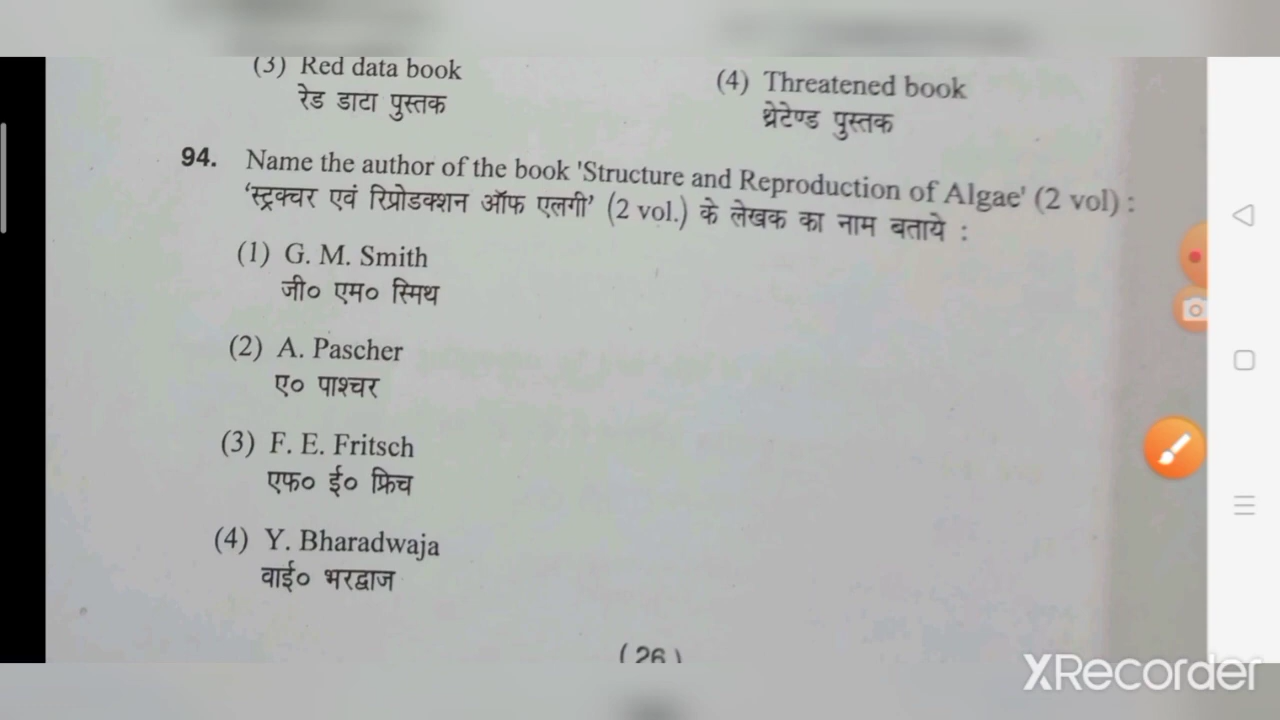 (3) Red data book
रेड डाटा पुस्तक
(4) Threatened book
थ्रेटेण्ड पुस्तक
94. Name the author of the book 'Structure and Reproduction of Algae' (2 vol) :
'स्ट्रक्चर एवं रिप्रोडक्शन ऑफ एलगी' (2 vol.) के लेखक का नाम बताये :
(1) G. M. Smith
जी० एम० स्मिथ
(2) A. Pascher
ए० पाश्चर
(3) F. E. Fritsch
एफ० ई० फ्रिच
(4) Y. Bharadwaja
वाई० भरद्वाज
(26)
XRecorder